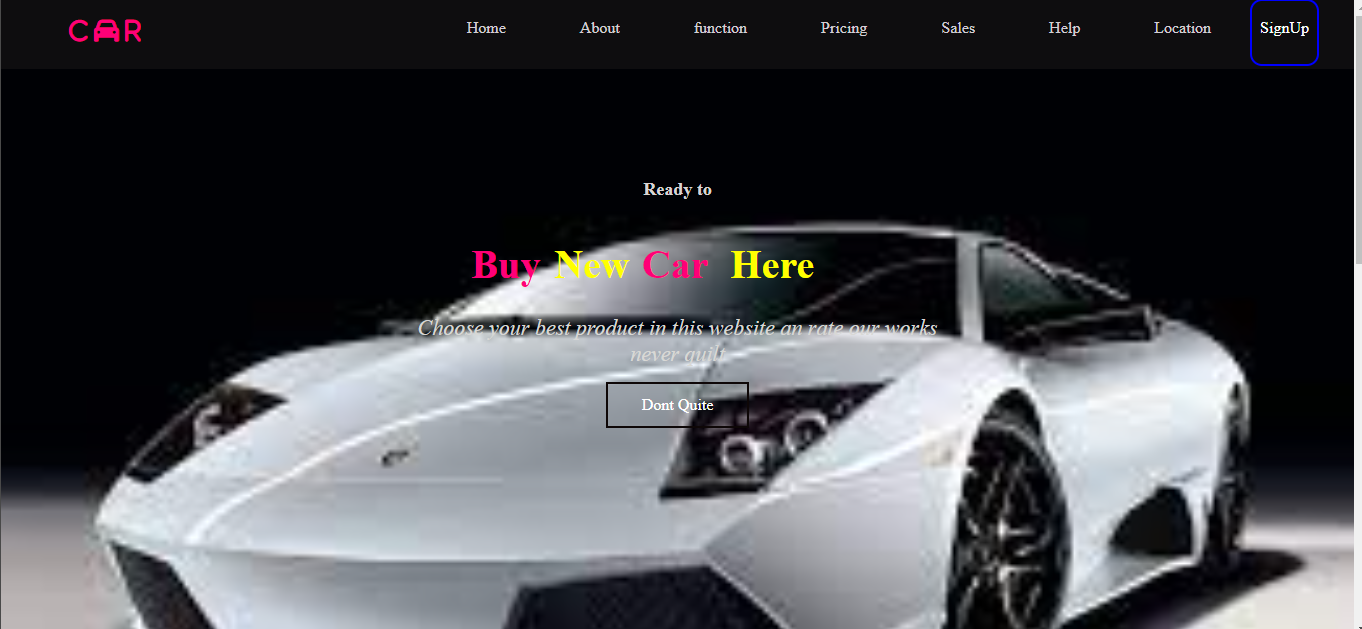 CAR
Home About function Pricing Sales Help Location SignUp
Ready to
Buy New Car Here
Choose your best product in this website an rate our works
never quilt
Dont Quite